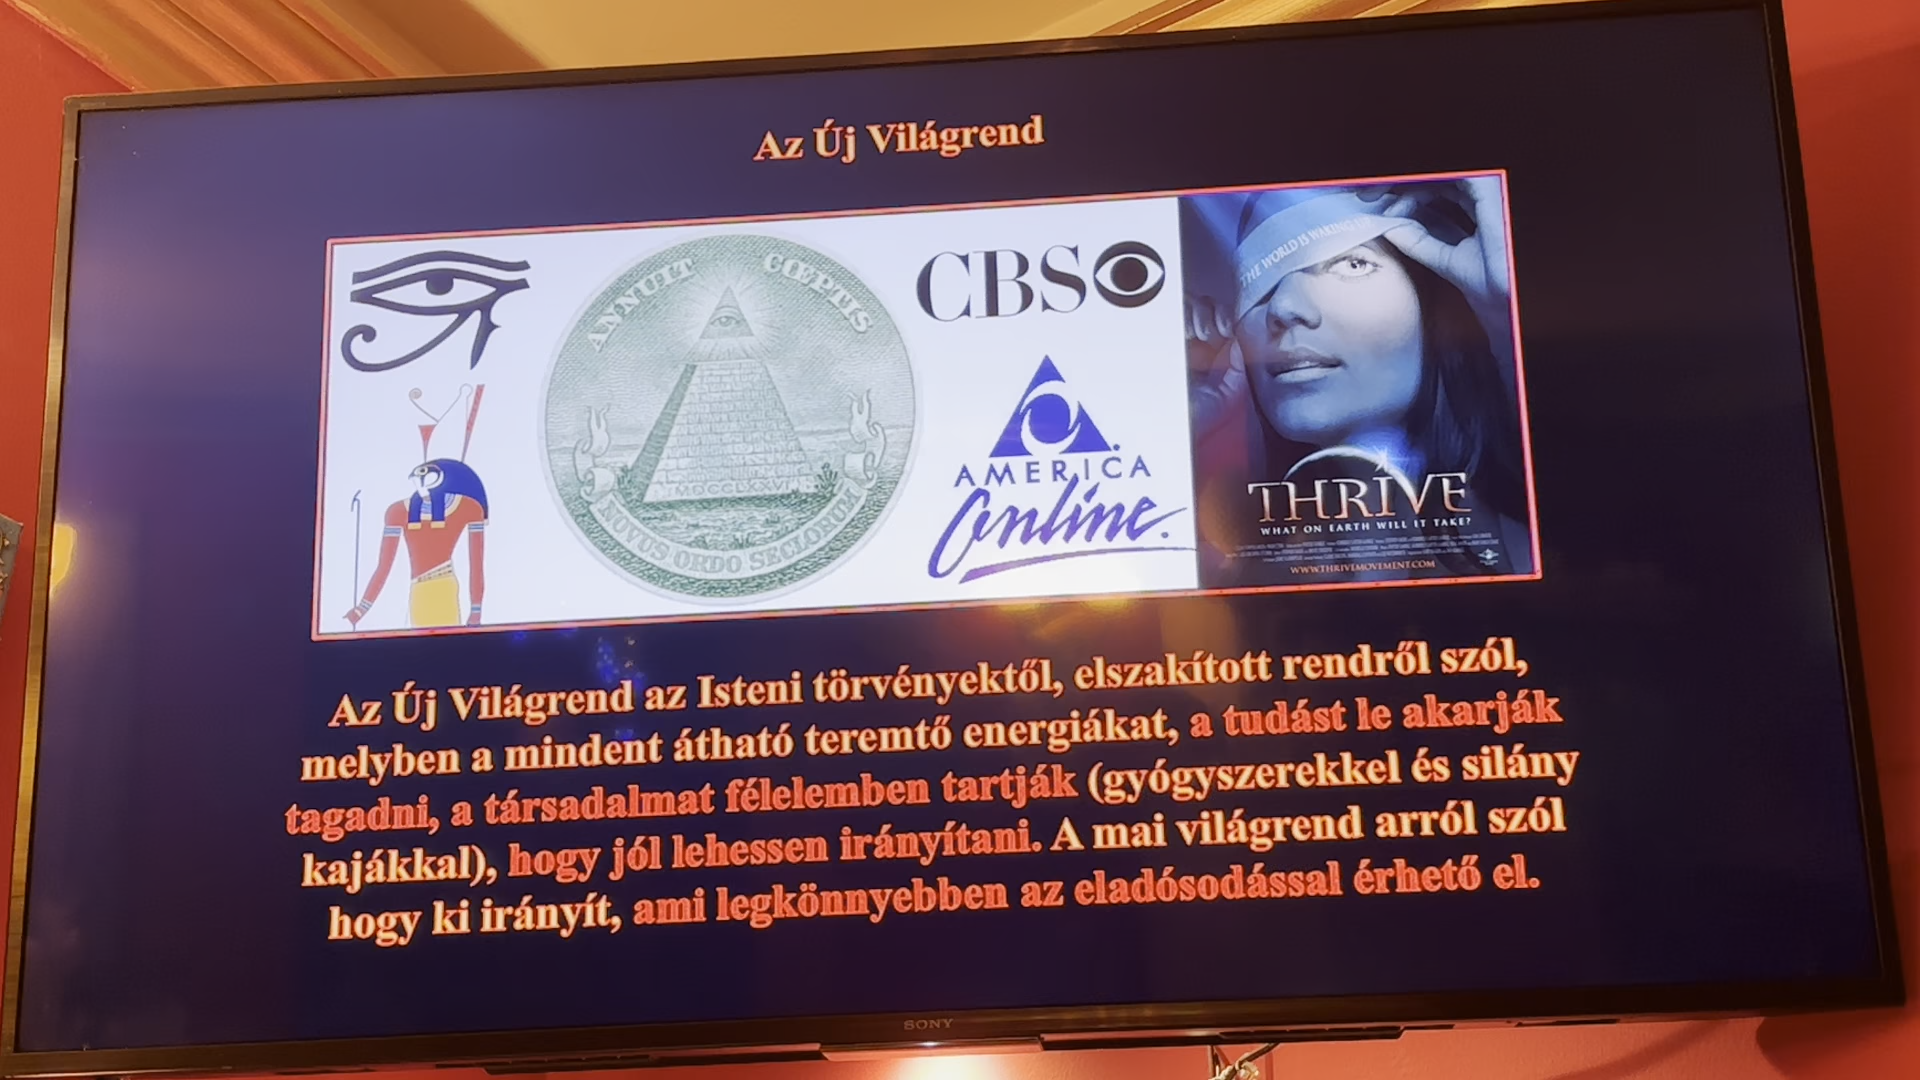 Az Új Világrend
ANNUIT CŒPTIS
MDCCLXXVI
NOVUS ORDO SECLORUM
CBS
AMERICA
Online.
THE WORLD IS WAKING UP
THRIVE
WHAT ON EARTH WILL IT TAKE?
WWW.THRIVEMOVEMENT.COM
Az Új Világrend az Isteni törvényektől, elszakított rendről szól,
melyben a mindent átható teremtő energiákat, a tudást le akarják
tagadni, a társadalmat félelemben tartják (gyógyszerekkel és silány
kajákkal), hogy jól lehessen irányítani. A mai világrend arról szól
hogy ki irányít, ami legkönnyebben az eladósodással érhető el.
SONY